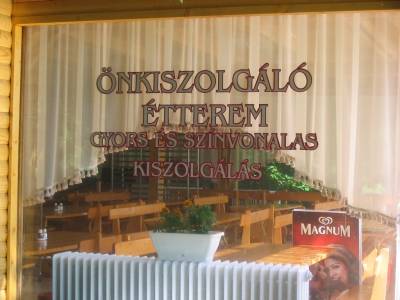 ÖNKISZOLGÁLÓ
ÉTTEREM
GYORS ÉS SZÍNVONALAS
KISZOLGÁLÁS
MAGNUM